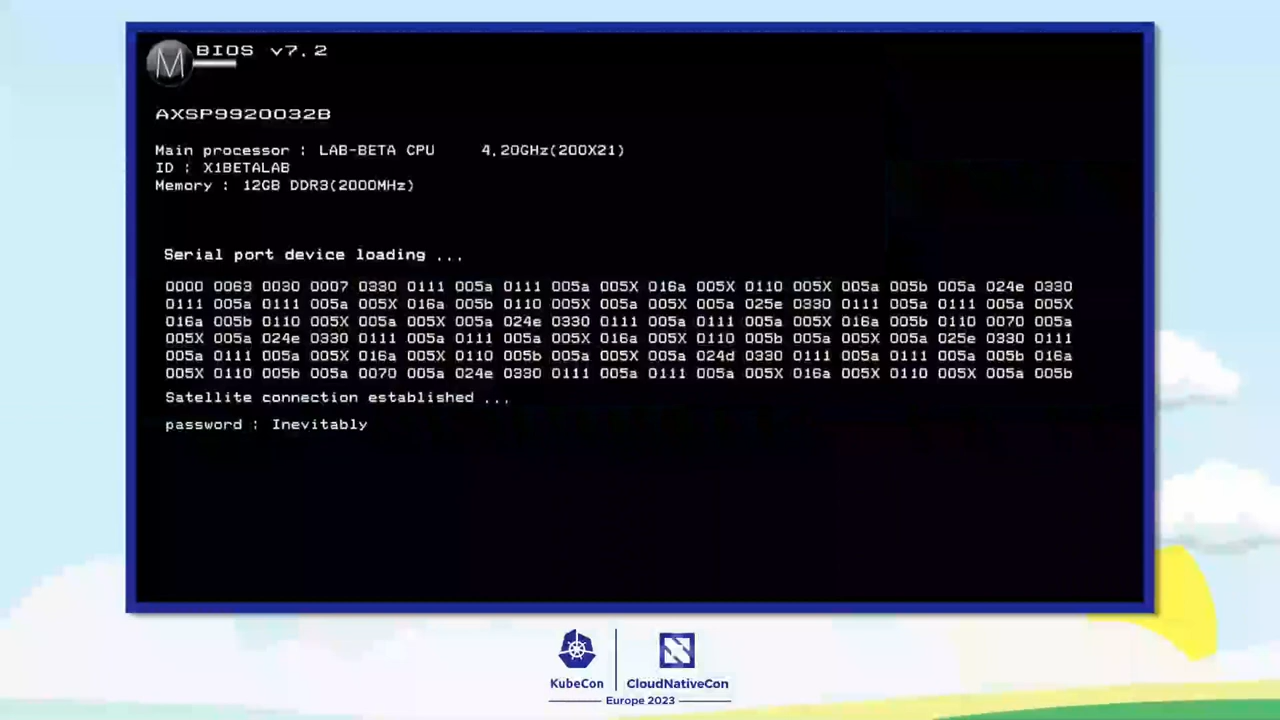 M
BIOS v7.2
AXSP9920032B
Main processor : LAB-BETA CPU 4.20GHz(200X21)
ID : X1BETALAB
Memory : 12GB DDR3(2000MHz)
Serial port device loading ...
0000 0063 0030 0007 0330 0111 005a 0111 005a 005X 016a 005X 0110 005X 005a 005b 005a 024e 0330
0111 005a 0111 005a 005X 016a 005b 0110 005X 005a 005X 005a 025e 0330 0111 005a 0111 005a 005X
016a 005b 0110 005X 005a 005X 005a 024e 0330 0111 005a 0111 005a 005X 016a 005b 0110 0070 005a
005X 005a 024e 0330 0111 005a 0111 005a 005X 016a 005X 0110 005b 005a 005X 005a 025e 0330 0111
005a 0111 005a 005X 016a 005X 0110 005b 005a 005X 005a 024d 0330 0111 005a 0111 005a 005b 016a
005X 0110 005b 005a 0070 005a 024e 0330 0111 005a 0111 005a 005X 016a 005X 0110 005X 005a 005b
Satellite connection established ...
password : Inevitably
KubeCon
CloudNativeCon
Europe 2023